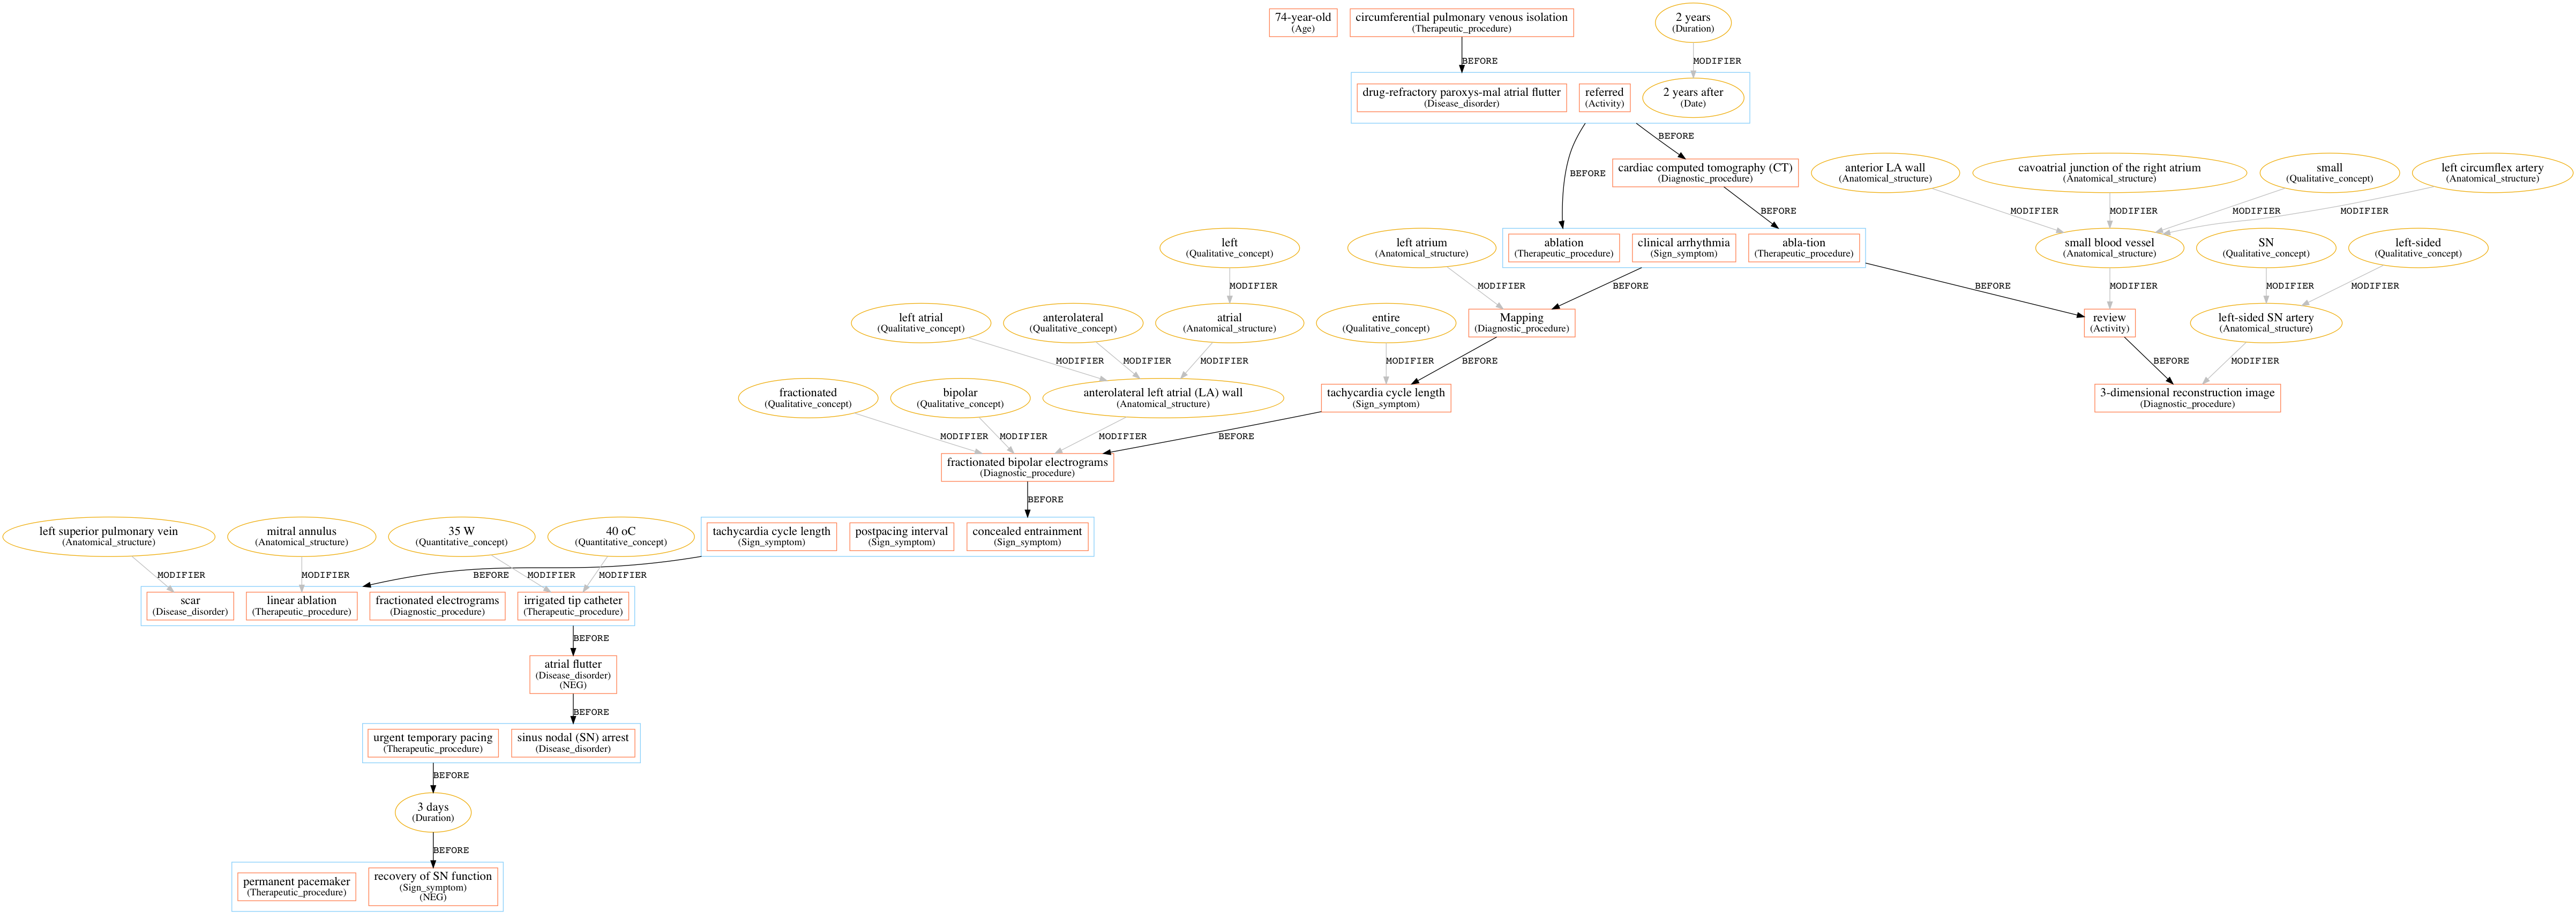 74-year-old
(Age)
circumferential pulmonary venous isolation
(Therapeutic_procedure)
2 years
(Duration)
BEFORE
MODIFIER
drug-refractory paroxys-mal atrial flutter
(Disease_disorder)
referred
(Activity)
2 years after
(Date)
BEFORE
BEFORE
cardiac computed tomography (CT)
(Diagnostic_procedure)
anterior LA wall
(Anatomical_structure)
cavoatrial junction of the right atrium
(Anatomical_structure)
small
(Qualitative_concept)
left circumflex artery
(Anatomical_structure)
BEFORE
MODIFIER
MODIFIER
MODIFIER
MODIFIER
left
(Qualitative_concept)
left atrium
(Anatomical_structure)
ablation
(Therapeutic_procedure)
clinical arrhythmia
(Sign_symptom)
abla-tion
(Therapeutic_procedure)
small blood vessel
(Anatomical_structure)
SN
(Qualitative_concept)
left-sided
(Qualitative_concept)
MODIFIER
MODIFIER
BEFORE
BEFORE
MODIFIER
MODIFIER
MODIFIER
left atrial
(Qualitative_concept)
anterolateral
(Qualitative_concept)
atrial
(Anatomical_structure)
entire
(Qualitative_concept)
Mapping
(Diagnostic_procedure)
review
(Activity)
left-sided SN artery
(Anatomical_structure)
MODIFIER
MODIFIER
MODIFIER
MODIFIER
BEFORE
BEFORE
MODIFIER
fractionated
(Qualitative_concept)
bipolar
(Qualitative_concept)
anterolateral left atrial (LA) wall
(Anatomical_structure)
tachycardia cycle length
(Sign_symptom)
3-dimensional reconstruction image
(Diagnostic_procedure)
MODIFIER
MODIFIER
MODIFIER
BEFORE
fractionated bipolar electrograms
(Diagnostic_procedure)
BEFORE
left superior pulmonary vein
(Anatomical_structure)
mitral annulus
(Anatomical_structure)
35 W
(Quantitative_concept)
40 oC
(Quantitative_concept)
tachycardia cycle length
(Sign_symptom)
postpacing interval
(Sign_symptom)
concealed entrainment
(Sign_symptom)
MODIFIER
MODIFIER
BEFORE
MODIFIER
MODIFIER
scar
(Disease_disorder)
linear ablation
(Therapeutic_procedure)
fractionated electrograms
(Diagnostic_procedure)
irrigated tip catheter
(Therapeutic_procedure)
BEFORE
atrial flutter
(Disease_disorder)
(NEG)
BEFORE
urgent temporary pacing
(Therapeutic_procedure)
sinus nodal (SN) arrest
(Disease_disorder)
BEFORE
3 days
(Duration)
BEFORE
permanent pacemaker
(Therapeutic_procedure)
recovery of SN function
(Sign_symptom)
(NEG)